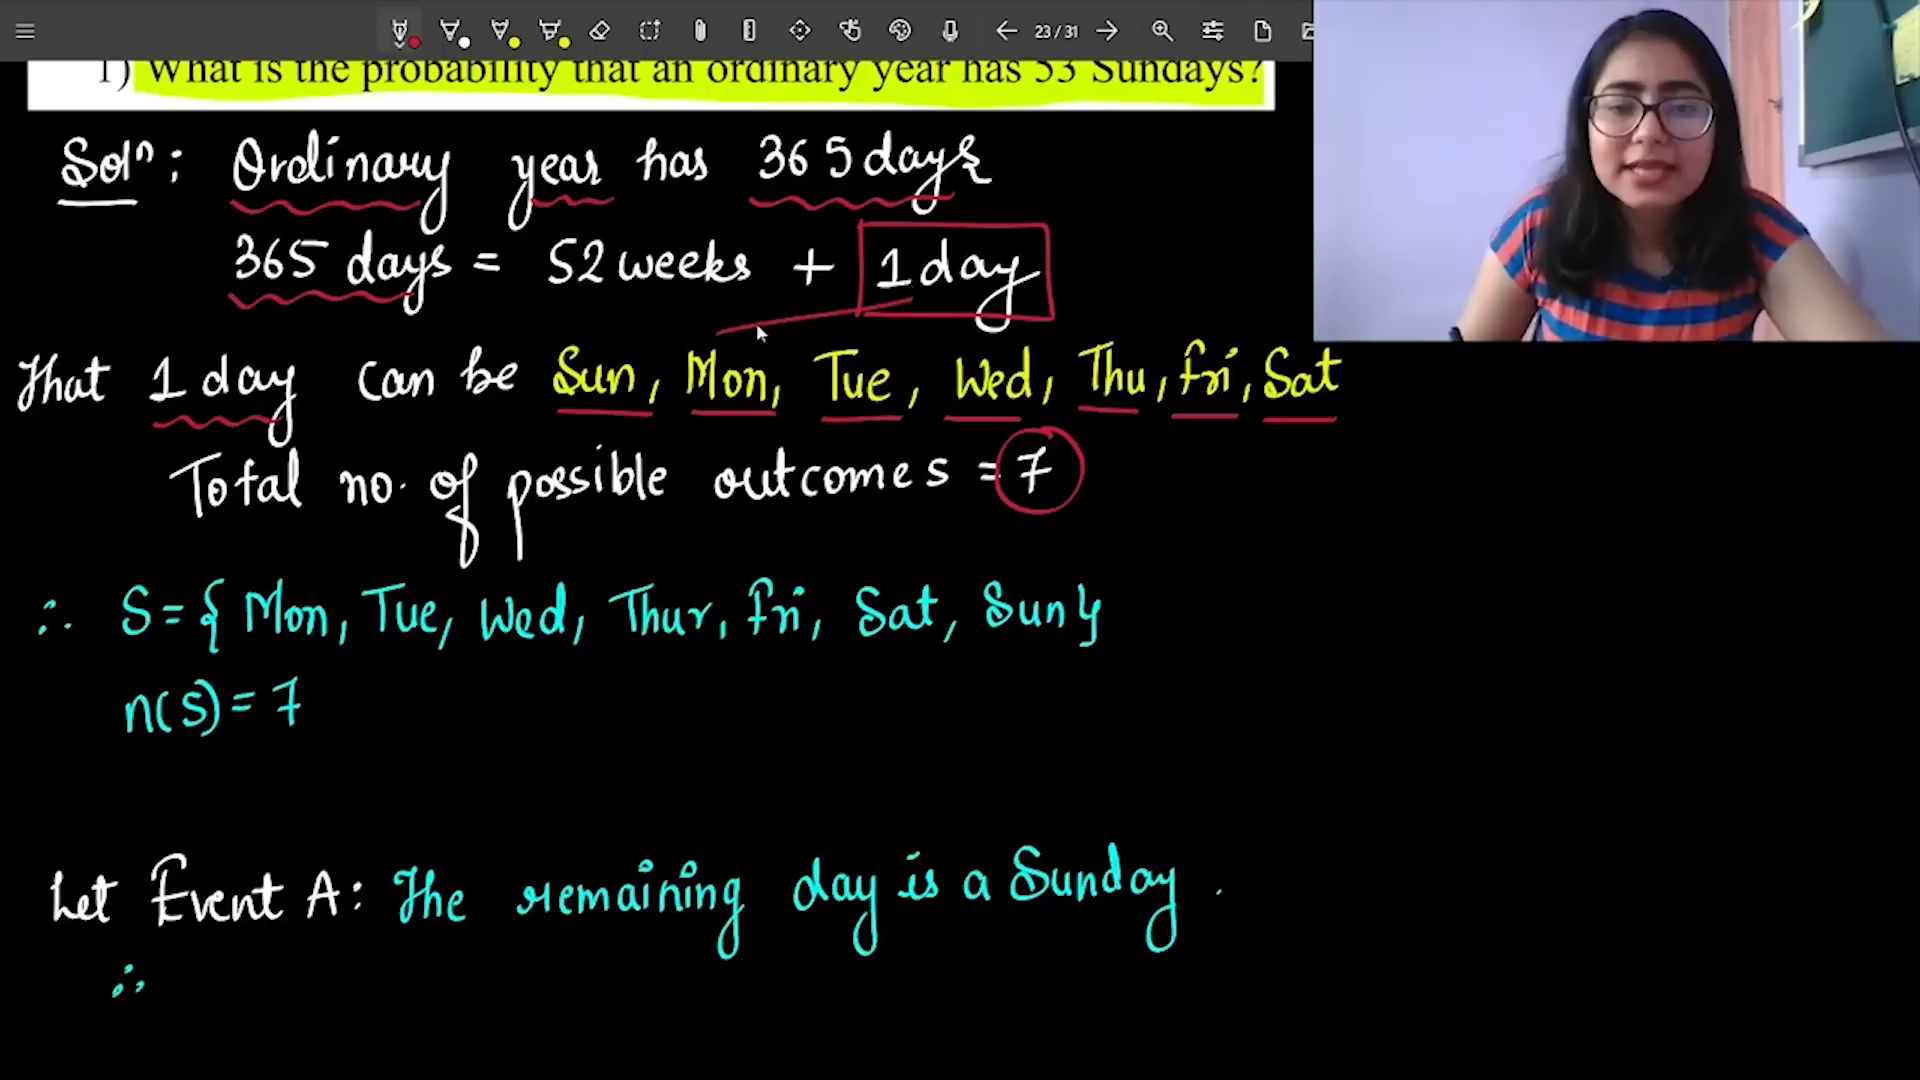 23 / 31
1) What is the probability that an ordinary year has 53 Sundays?
Solⁿ: Ordinary year has 365 days
365 days = 52 weeks + 1 day
That 1 day can be Sun, Mon, Tue, Wed, Thu, Fri, Sat
Total no. of possible outcomes = 7
∴ S = { Mon, Tue, Wed, Thur, Fri, Sat, Sun }
n(S) = 7
Let Event A: The remaining day is a Sunday.
∴